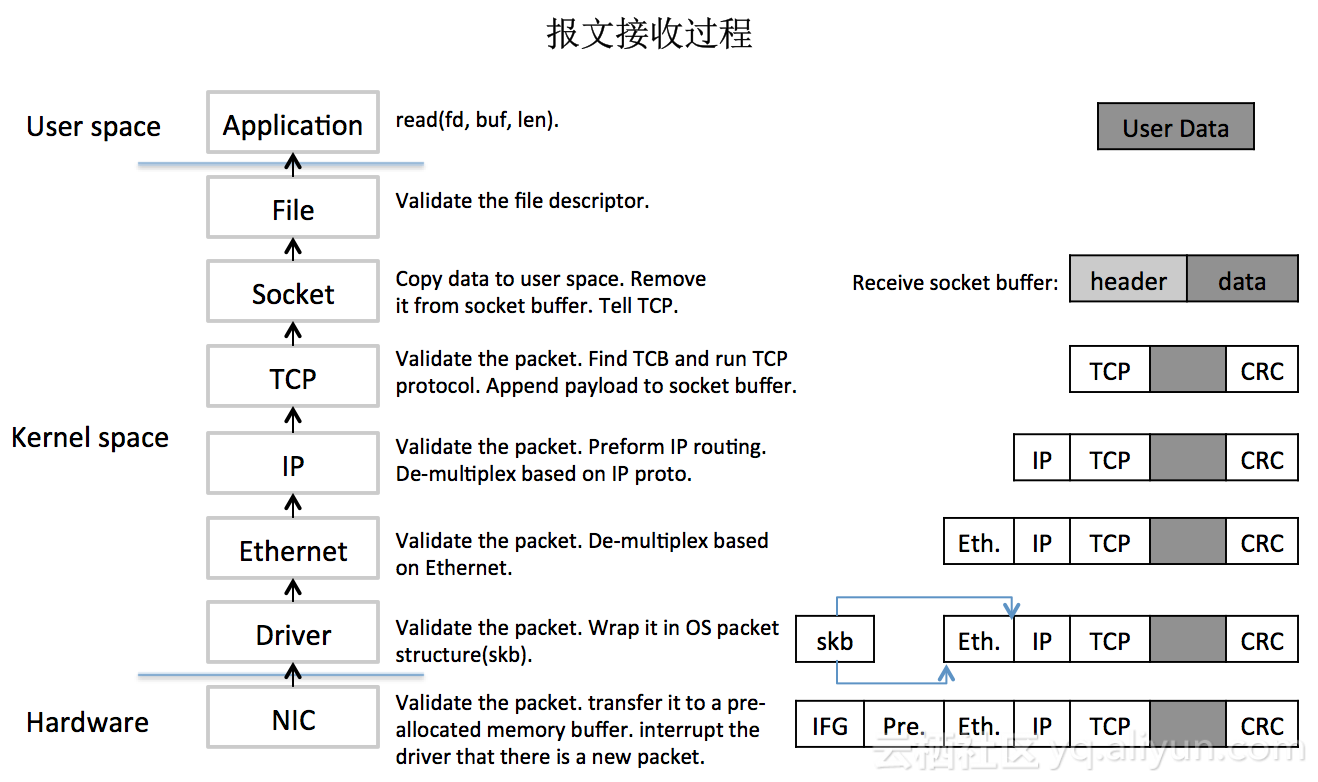 报文接收过程
User space
Application
read(fd, buf, len).
User Data
File
Validate the file descriptor.
Socket
Copy data to user space. Remove
it from socket buffer. Tell TCP.
Receive socket buffer:
header
data
TCP
Validate the packet. Find TCB and run TCP
protocol. Append payload to socket buffer.
TCP
CRC
Kernel space
IP
Validate the packet. Preform IP routing.
De-multiplex based on IP proto.
IP
TCP
CRC
Ethernet
Validate the packet. De-multiplex based
on Ethernet.
Eth.
IP
TCP
CRC
Driver
Validate the packet. Wrap it in OS packet
structure(skb).
skb
Eth.
IP
TCP
CRC
Hardware
NIC
Validate the packet. transfer it to a pre-
allocated memory buffer. interrupt the
driver that there is a new packet.
IFG
Pre.
Eth.
IP
TCP
CRC
云栖社区 yq.aliyun.com